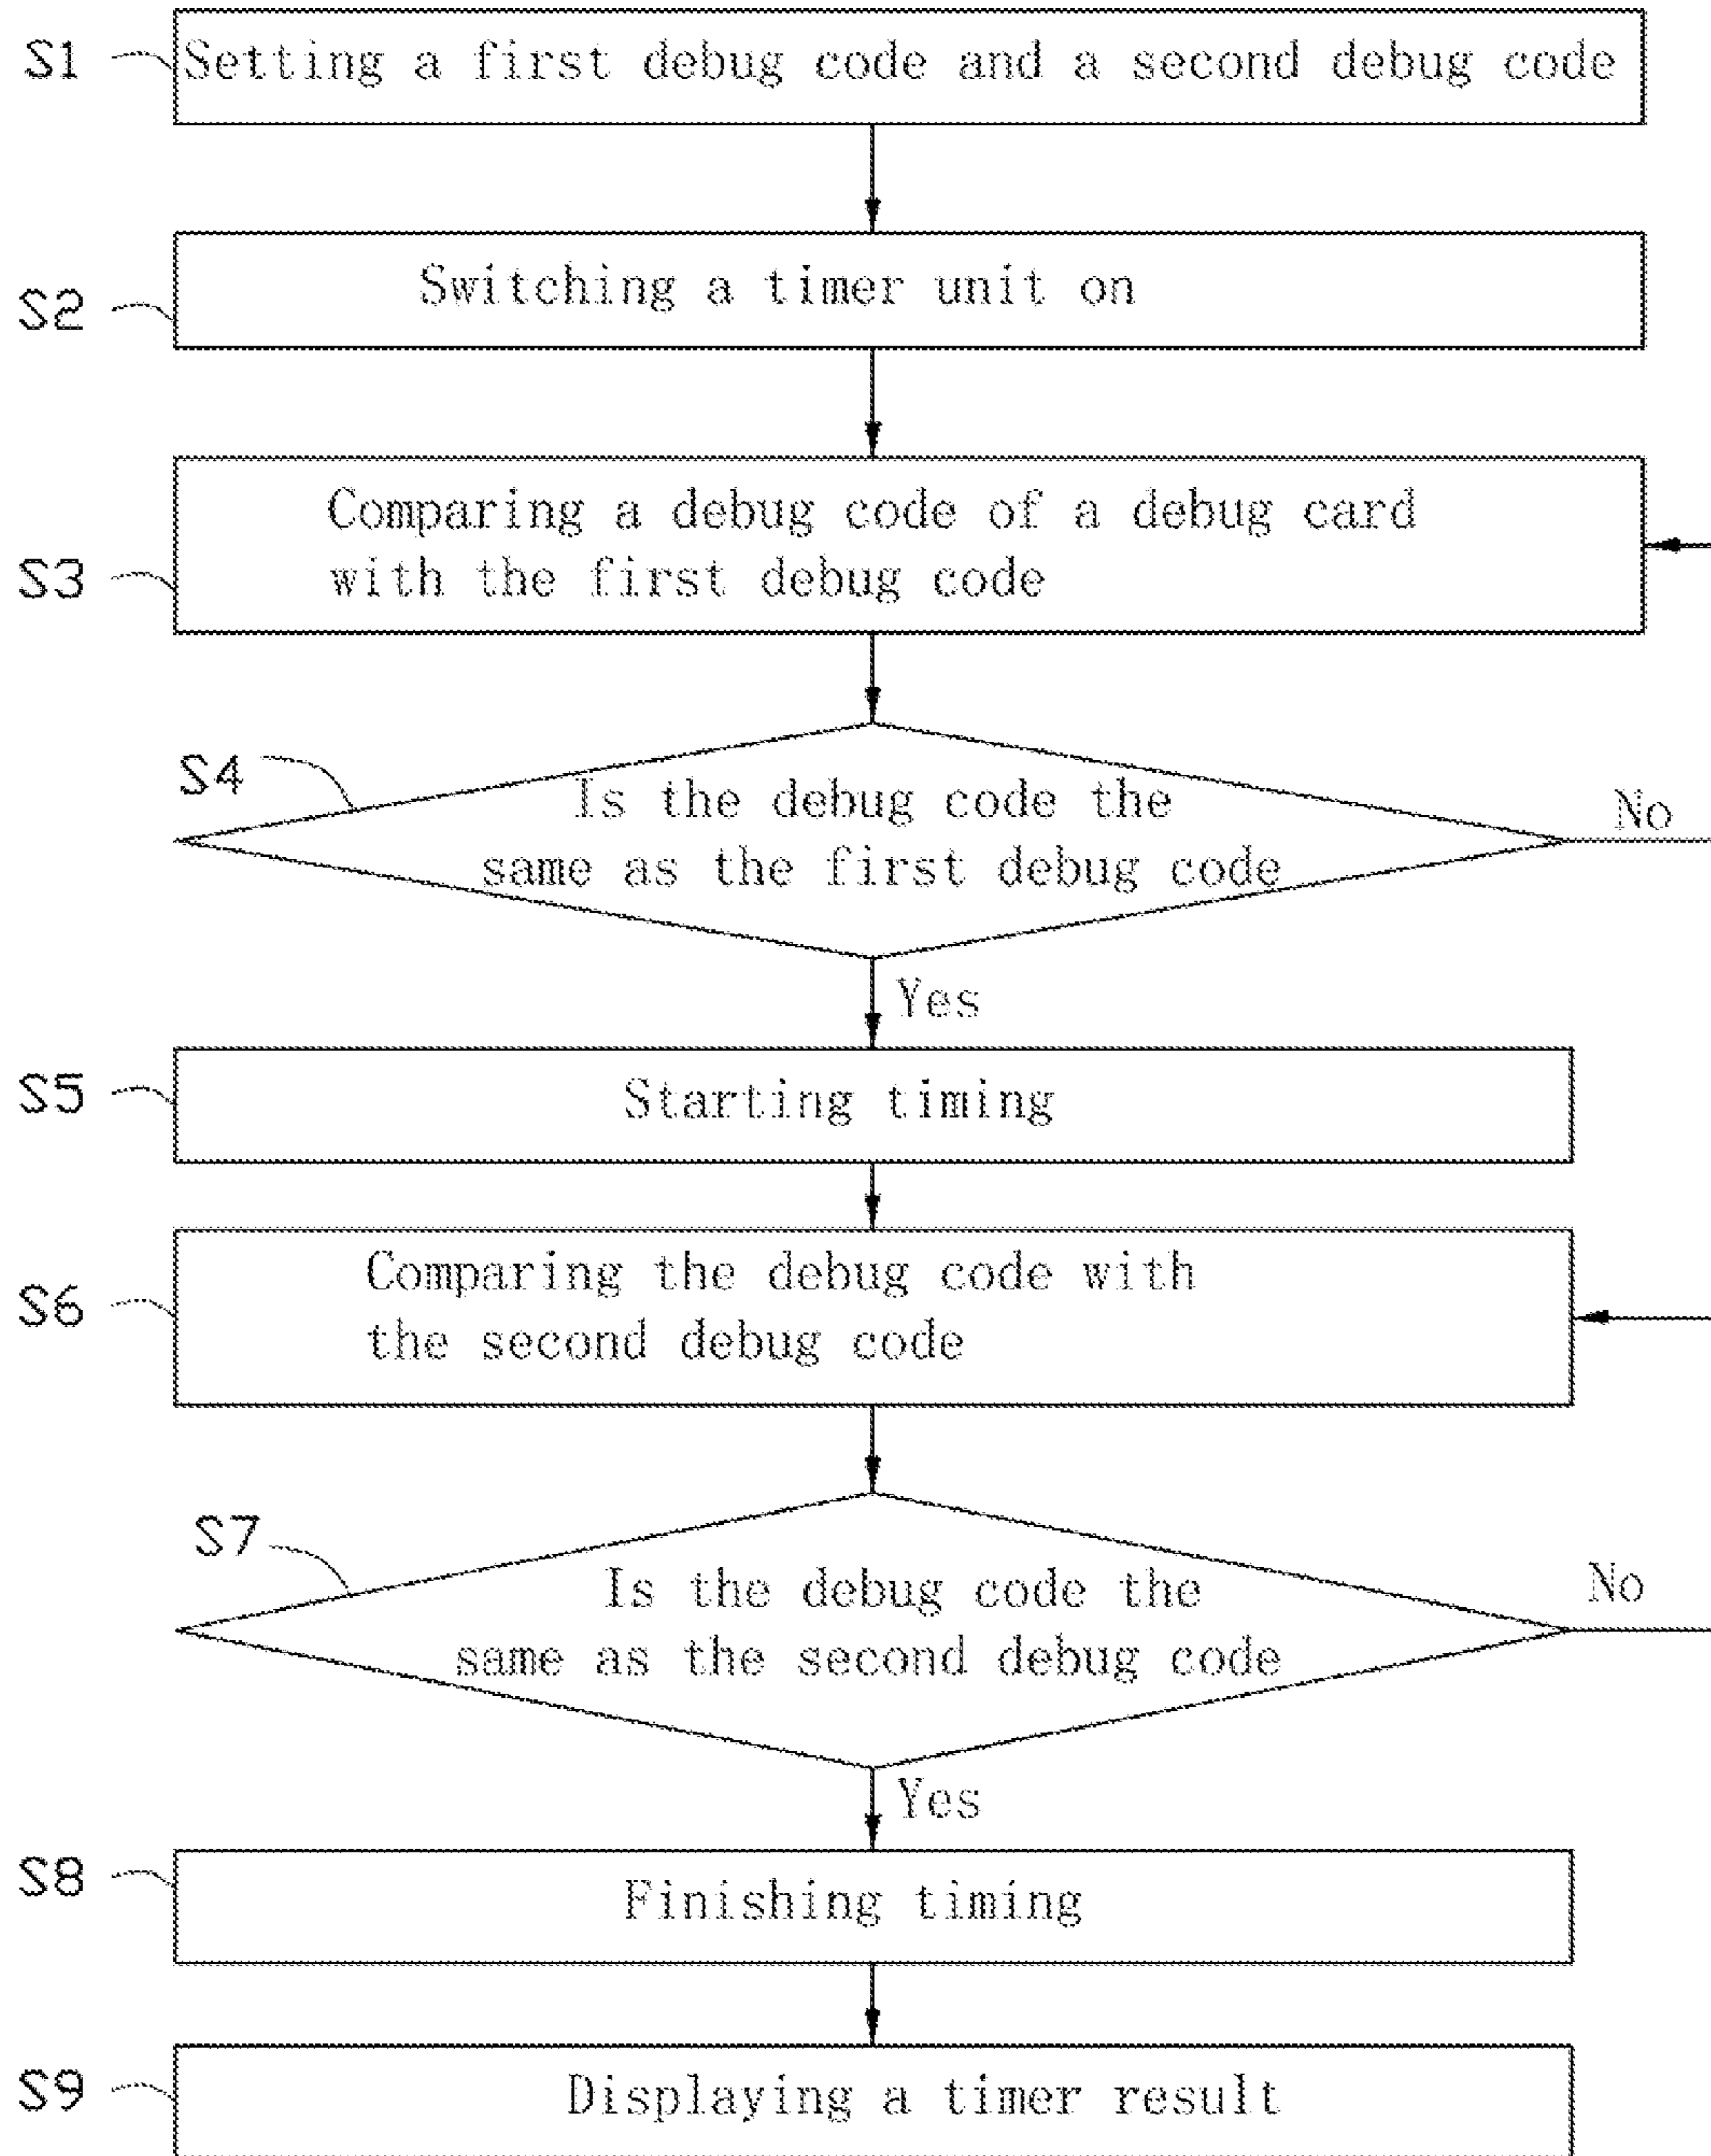 S1
Setting a first debug code and a second debug code
S2
Switching a timer unit on
S3
Comparing a debug code of a debug card
with the first debug code
S4
Is the debug code the
same as the first debug code
No
Yes
S5
Starting timing
S6
Comparing the debug code with
the second debug code
S7
Is the debug code the
same as the second debug code
No
Yes
S8
Finishing timing
S9
Displaying a timer result